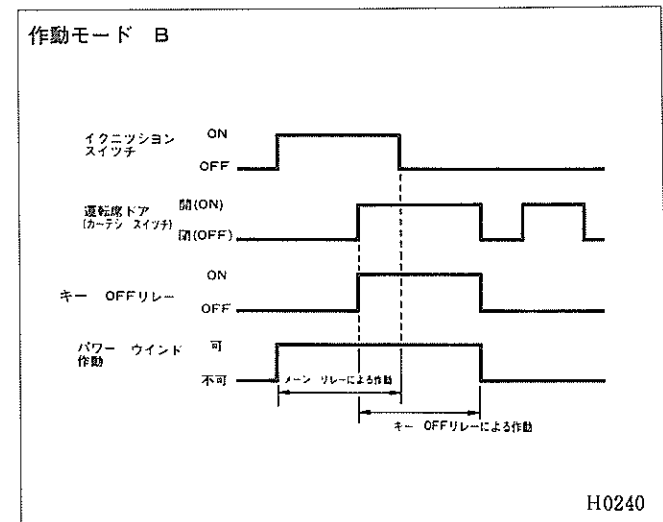 作動モード B
イクニツシヨン
スイツチ
ON
OFF
運転席ドア
(カーテシ スイツチ)
開(ON)
閉(OFF)
キー OFFリレー
ON
OFF
パワー ウインド
作動
可
不可
メーン リレーによる作動
キー OFFリレーによる作動
H0240